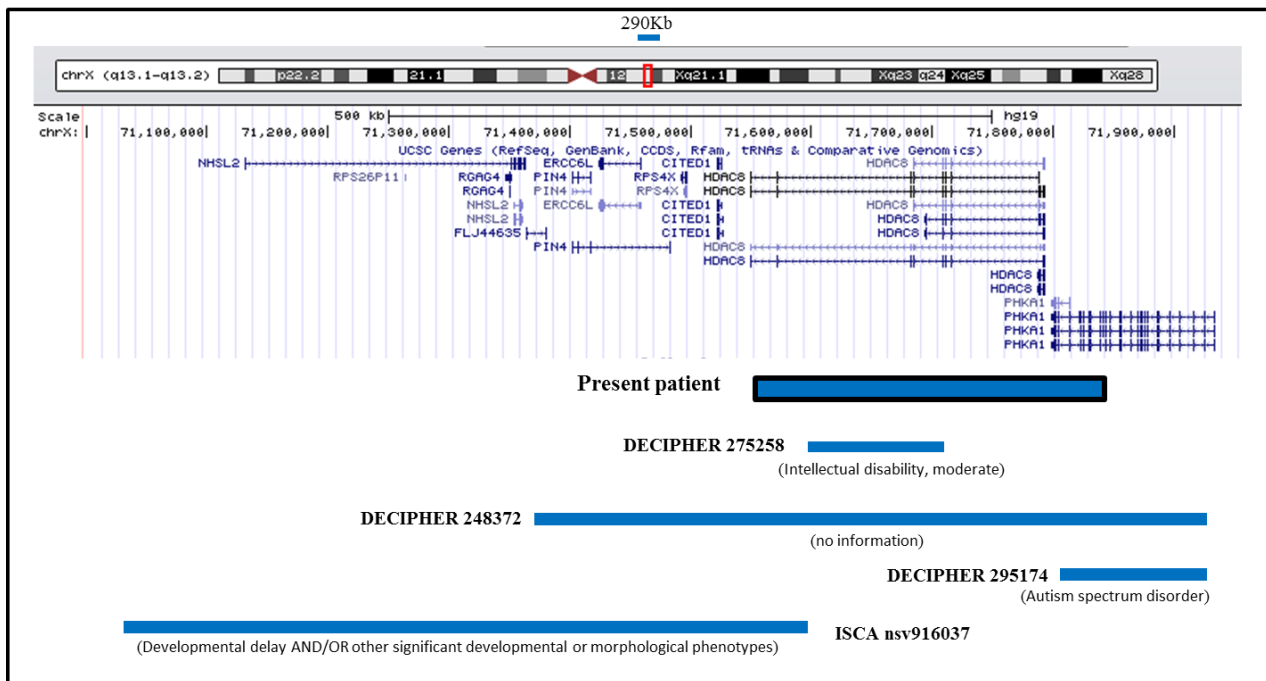 290Kb
chrX (q13.1-q13.2) p22.2 21.1 12 Xq21.1 Xq23 q24 Xq25 Xq28
Scale 500 kb hg19
chrX: 71,100,000 71,200,000 71,300,000 71,400,000 71,500,000 71,600,000 71,700,000 71,800,000 71,900,000
UCSC Genes (RefSeq, GenBank, CCDS, Rfam, tRNAs & Comparative Genomics)
NHSL2 ERCC6L CITED1 HDAC8
RPS26P11 RGAG4 PIN4 RPS4X HDAC8
RGAG4 PIN4 RPS4X HDAC8
NHSL2 ERCC6L CITED1 HDAC8
NHSL2 CITED1 HDAC8
FLJ44635 CITED1 HDAC8
PIN4 HDAC8
HDAC8
HDAC8
HDAC8
PHKA1
PHKA1
PHKA1
PHKA1
Present patient
DECIPHER 275258
(Intellectual disability, moderate)
DECIPHER 248372
(no information)
DECIPHER 295174
(Autism spectrum disorder)
ISCA nsv916037
(Developmental delay AND/OR other significant developmental or morphological phenotypes)